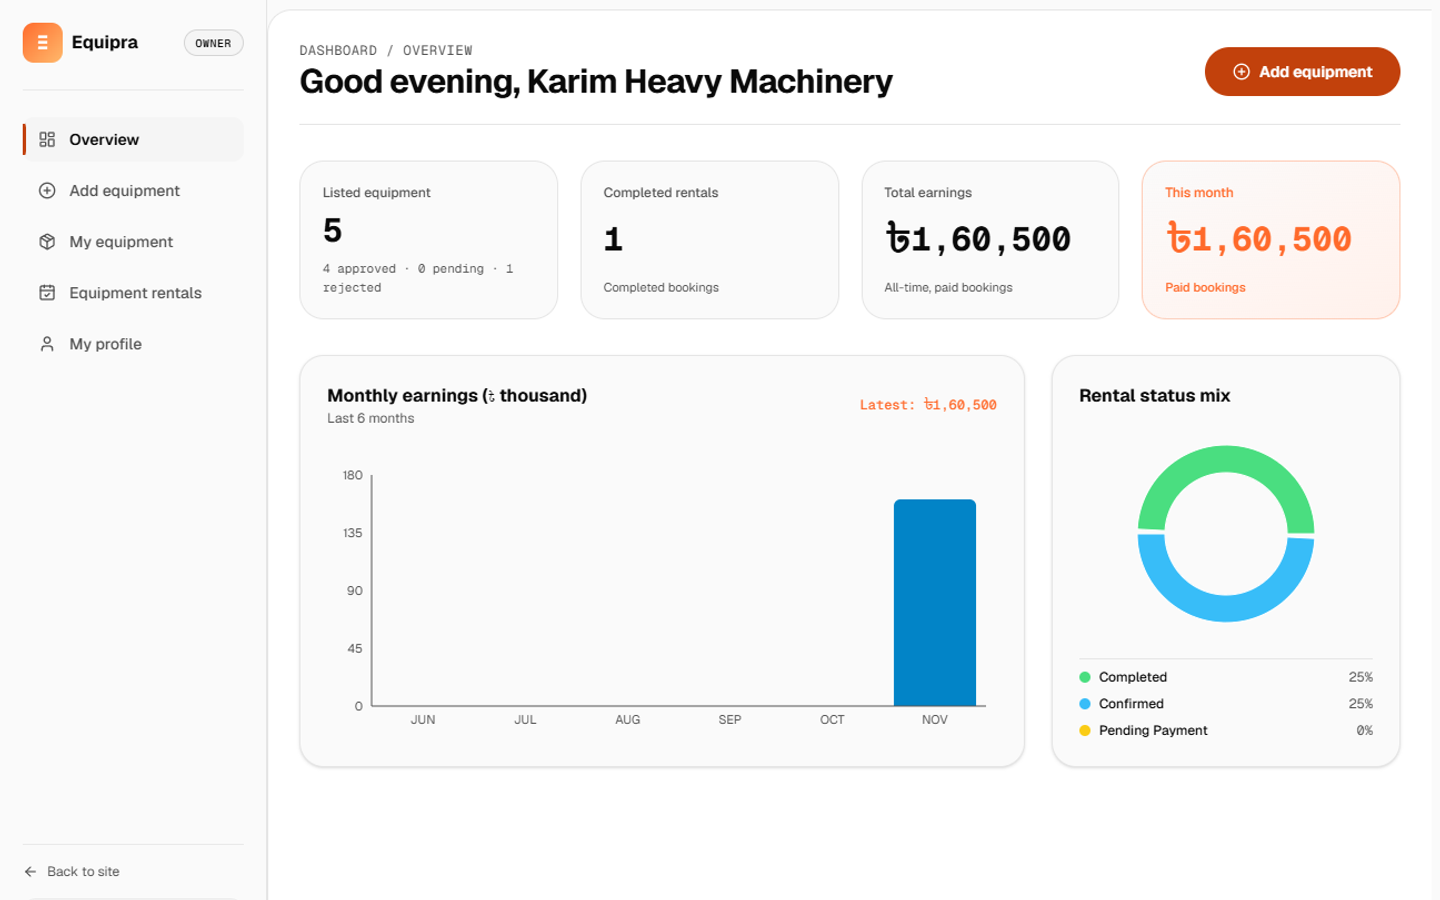 Equipra
OWNER
Overview
Add equipment
My equipment
Equipment rentals
My profile
Back to site
DASHBOARD / OVERVIEW
Good evening, Karim Heavy Machinery
Add equipment
Listed equipment
5
4 approved · 0 pending · 1
rejected
Completed rentals
1
Completed bookings
Total earnings
৳1,60,500
All-time, paid bookings
This month
৳1,60,500
Paid bookings
Monthly earnings (৳ thousand)
Last 6 months
Latest: ৳1,60,500
180
135
90
45
0
JUN
JUL
AUG
SEP
OCT
NOV
Rental status mix
Completed 25%
Confirmed 25%
Pending Payment 0%